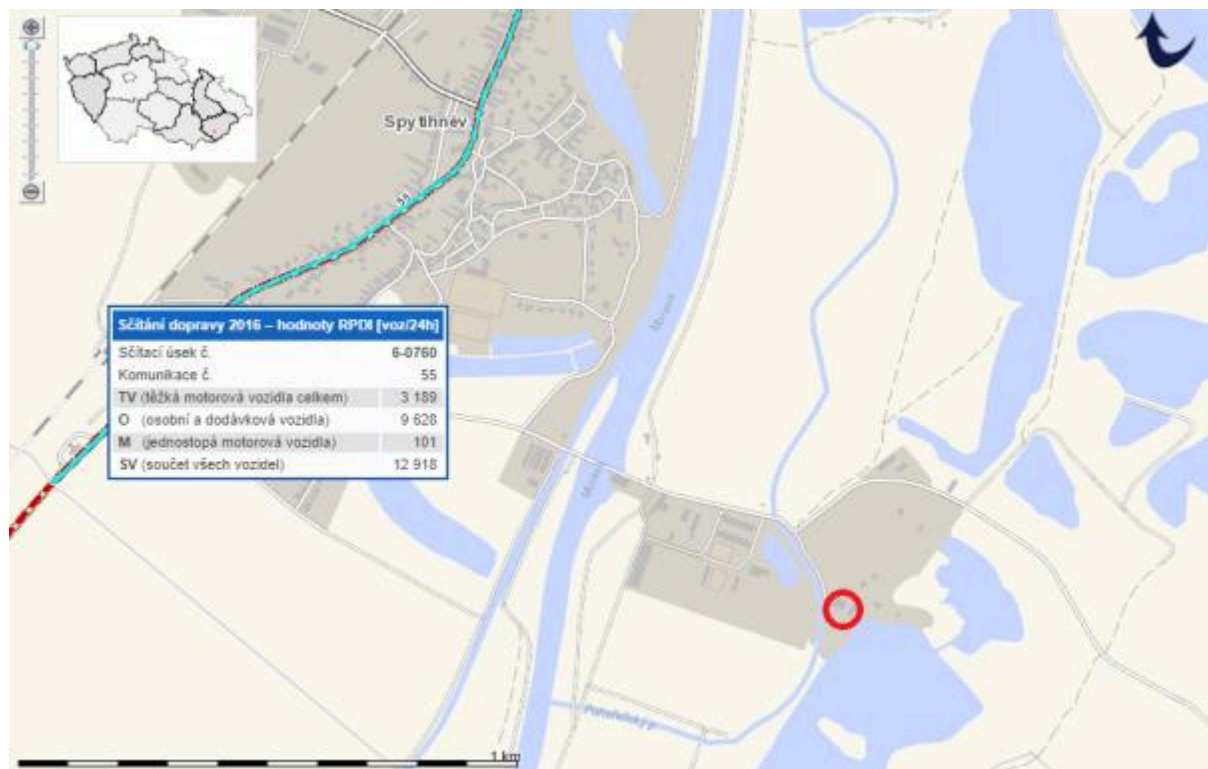 Spytihněv
55
Sčítání dopravy 2016 – hodnoty RPDI [voz/24h]
Sčítací úsek č. 6-0760
Komunikace č. 55
TV (těžká motorová vozidla celkem) 3 189
O (osobní a dodávková vozidla) 9 628
M (jednostopá motorová vozidla) 101
SV (součet všech vozidel) 12 918
Morava
Morava
1 km